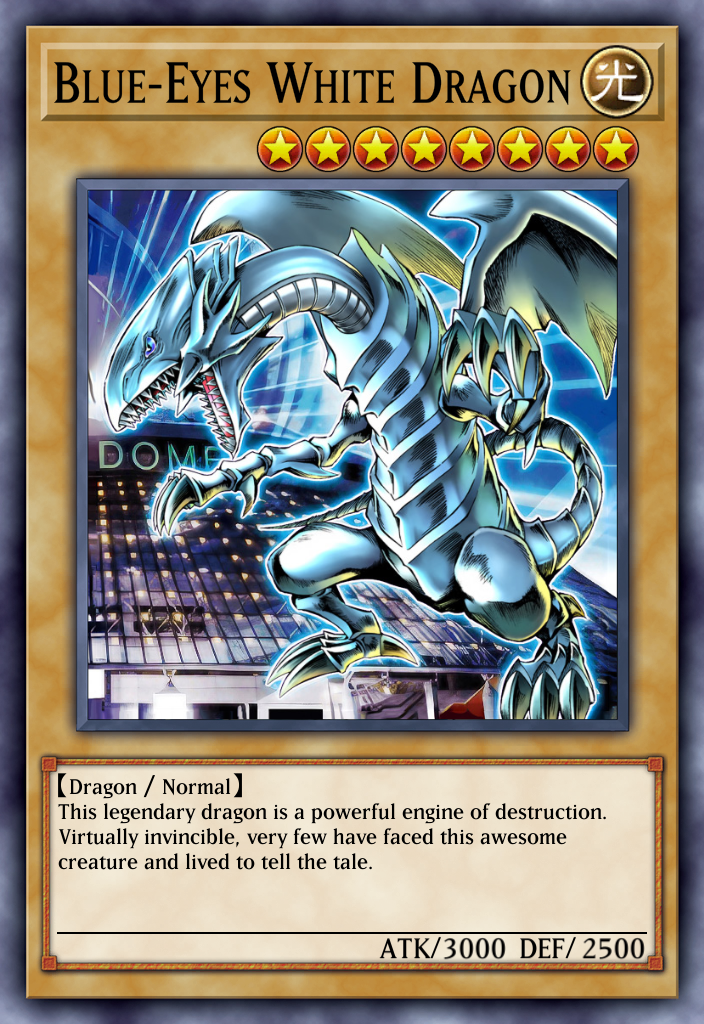 BLUE-EYES WHITE DRAGON
光
DOME
【Dragon / Normal】
This legendary dragon is a powerful engine of destruction.
Virtually invincible, very few have faced this awesome
creature and lived to tell the tale.
ATK/3000 DEF/2500